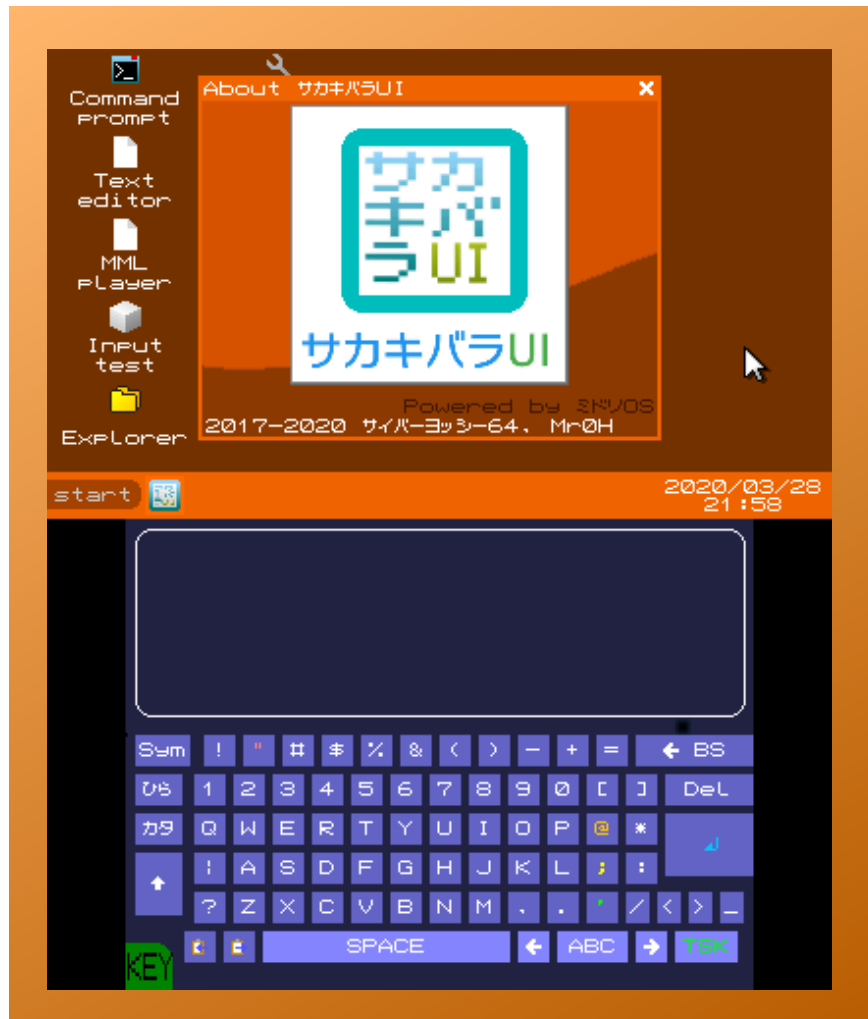 Command
prompt
Text
editor
MML
player
Input
test
Explorer
About サカキバラUI
サカ
キバ
ラUI
サカキバラUI
Powered by ミドリOS
2017-2020 サイバーヨッシー64, Mr0H
start
2020/03/28
21:58
Sym ! " # $ % & ( ) - + = ← BS
ひら 1 2 3 4 5 6 7 8 9 0 [ ] Del
カタ Q W E R T Y U I O P @ *
¦ A S D F G H J K L ; :
? Z X C V B N M , . ' / < > _
KEY SPACE ← ABC → TSK